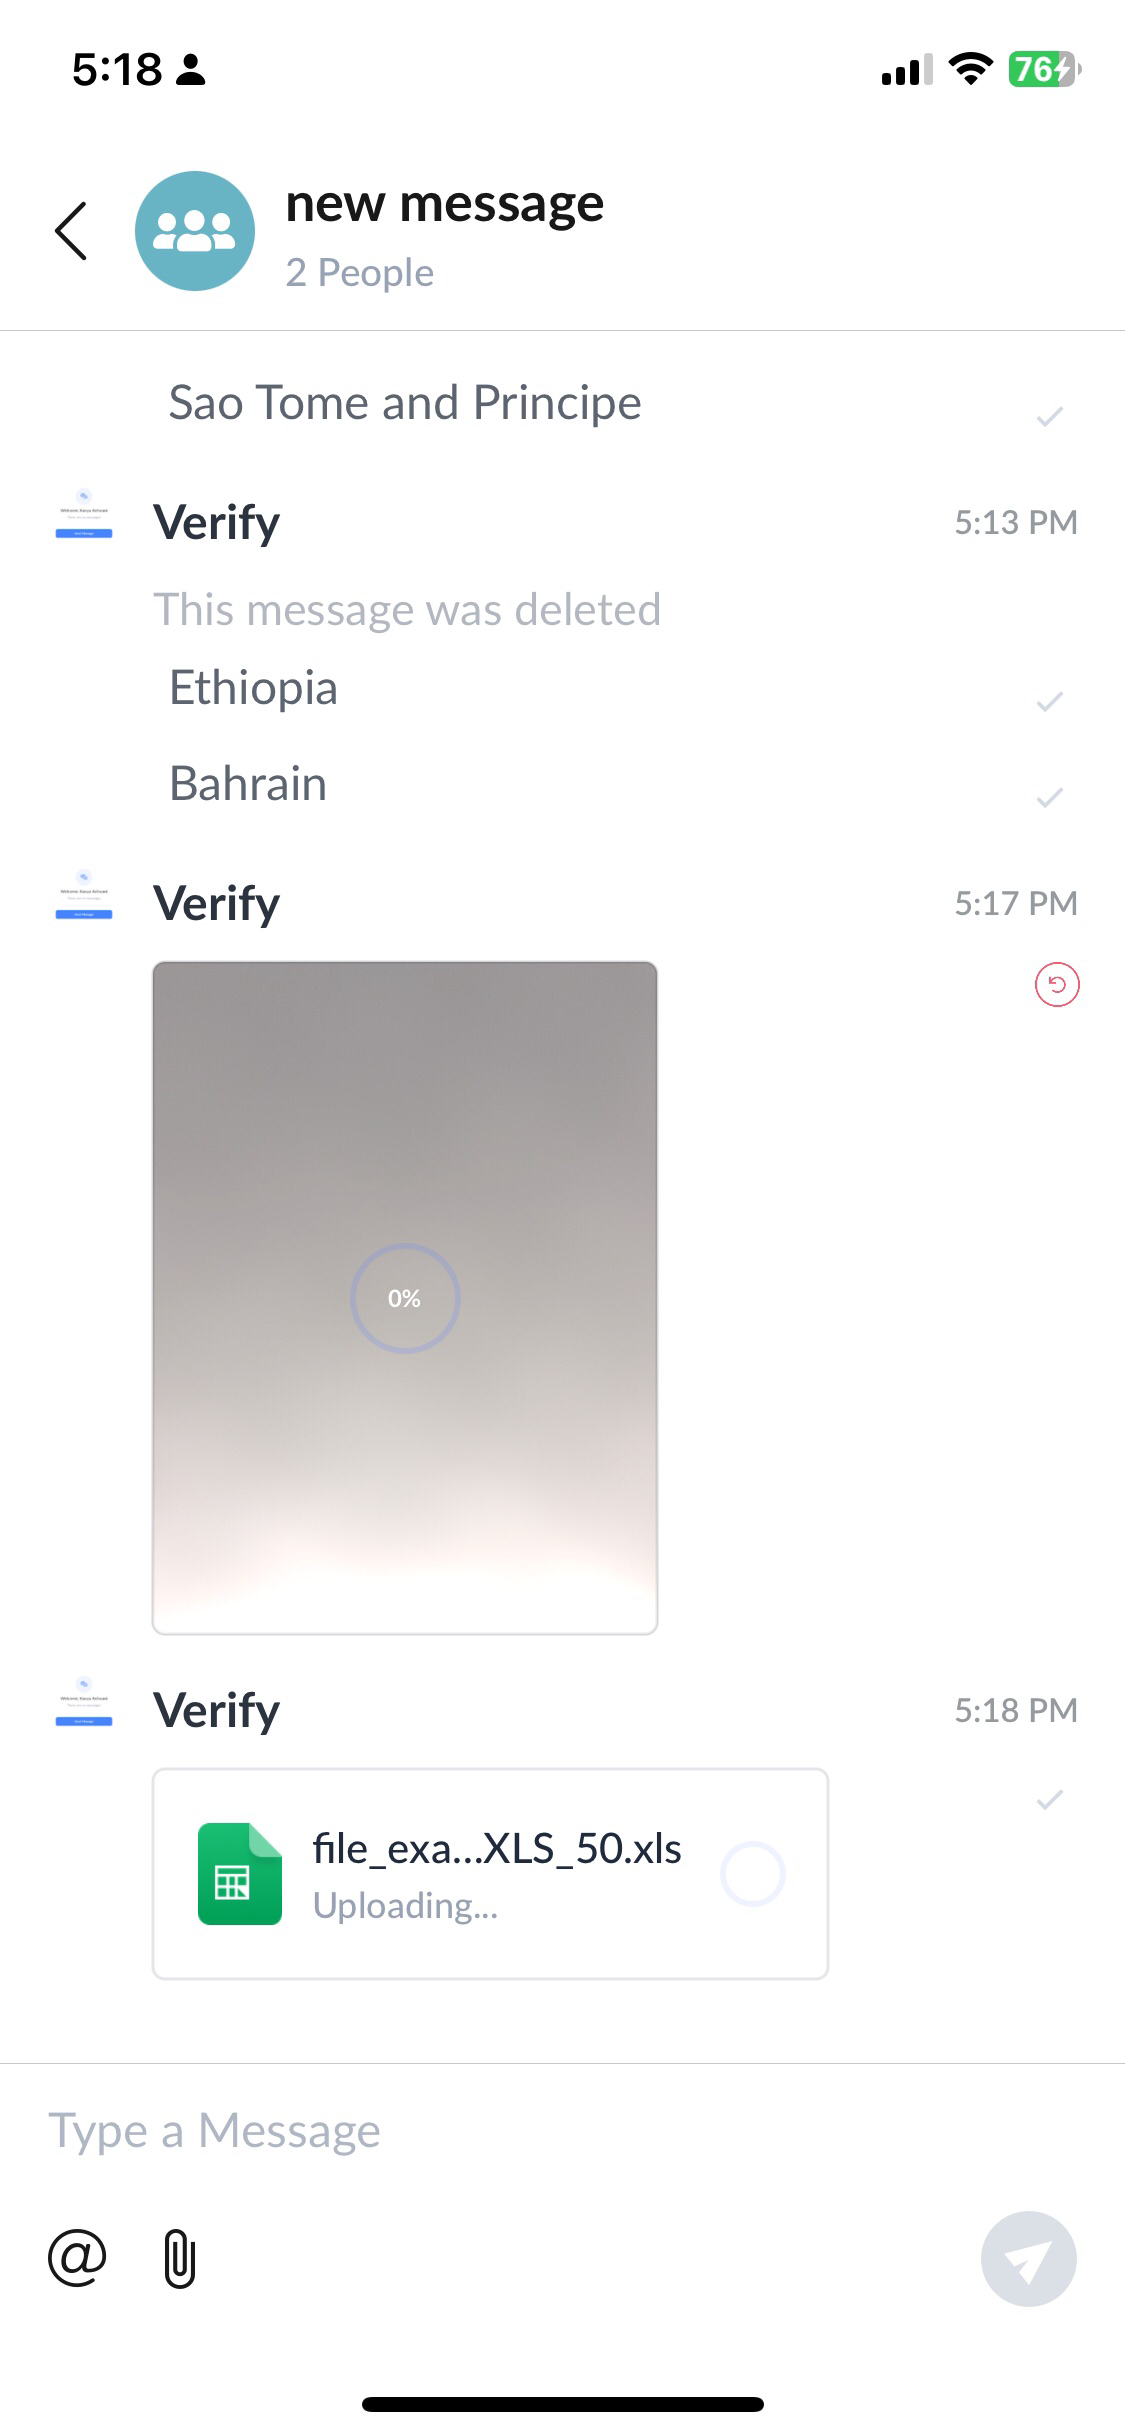 5:18
76
new message
2 People
Sao Tome and Principe
Verify
5:13 PM
This message was deleted
Ethiopia
Bahrain
Verify
5:17 PM
0%
Verify
5:18 PM
file_exa...XLS_50.xls
Uploading...
Type a Message
@